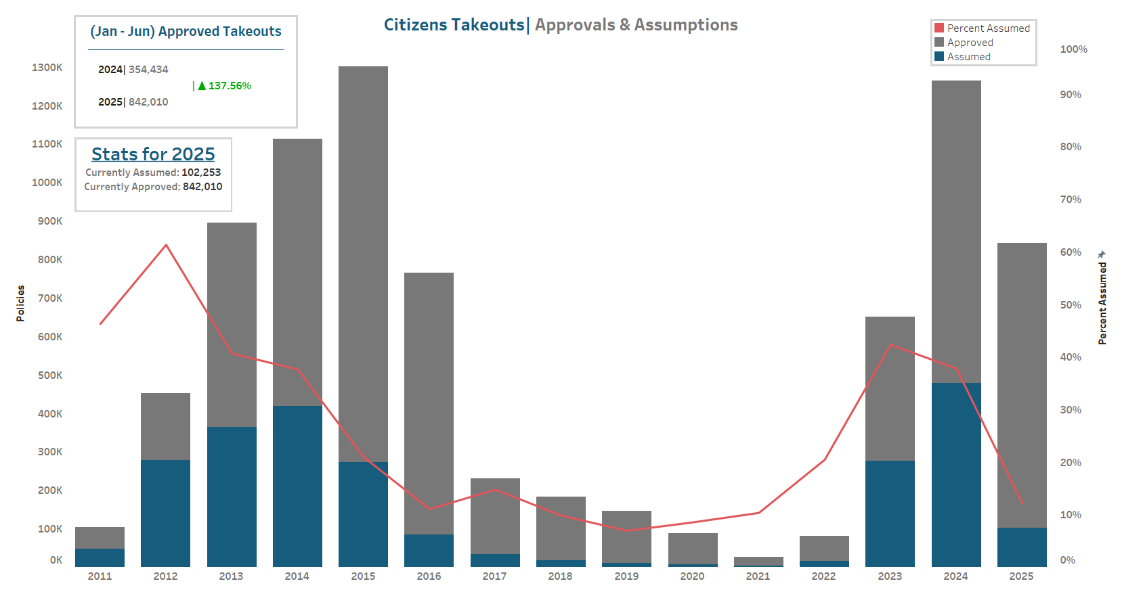 Citizens Takeouts| Approvals & Assumptions
(Jan - Jun) Approved Takeouts
2024| 354,434
| ▲ 137.56%
2025| 842,010
Stats for 2025
Currently Assumed: 102,253
Currently Approved: 842,010
Percent Assumed
Approved
Assumed
Policies
1300K
1200K
1100K
1000K
900K
800K
700K
600K
500K
400K
300K
200K
100K
0K
100%
90%
80%
70%
60%
50%
40%
30%
20%
10%
0%
Percent Assumed
2011 2012 2013 2014 2015 2016 2017 2018 2019 2020 2021 2022 2023 2024 2025